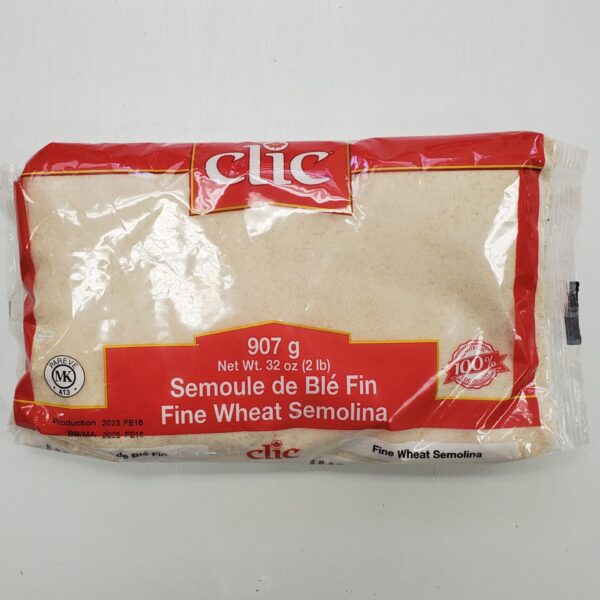 clic
907 g
Net Wt. 32 oz (2 lb)
Semoule de Blé Fin
Fine Wheat Semolina
PAREVE
MK
413
100%
Production 2023 FE16
BB/MA 2025 FE16
de Blé Fin
clic
Fine Wheat Semolina